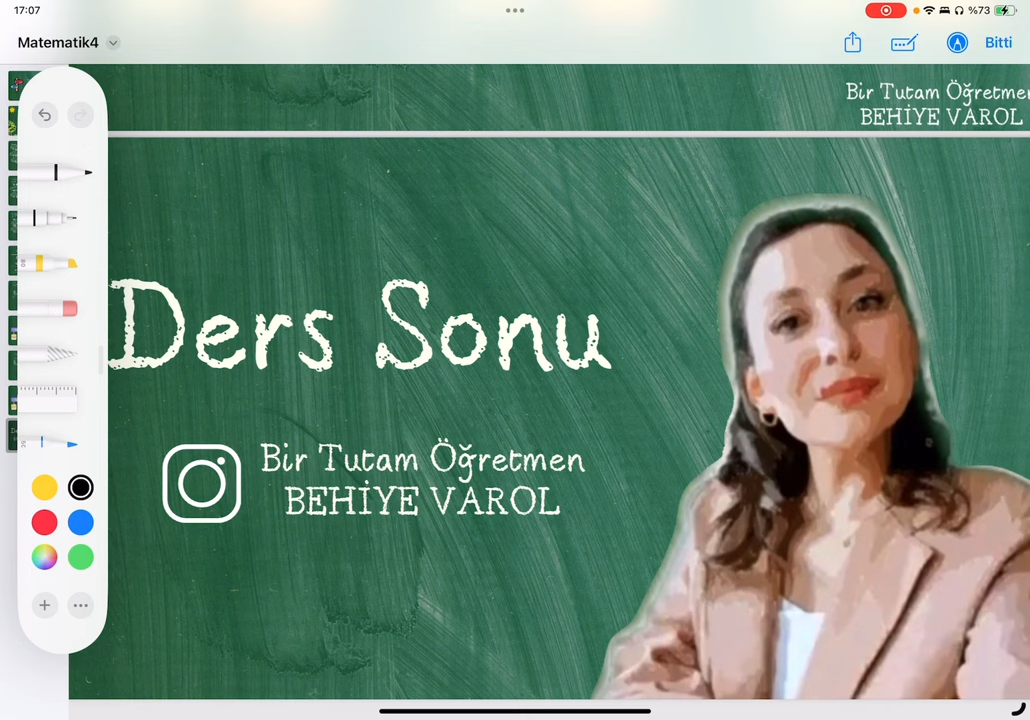 17:07
%73
Matematik4
Bitti
Bir Tutam Öğretmen
BEHİYE VAROL
Ders Sonu
Bir Tutam Öğretmen
BEHİYE VAROL